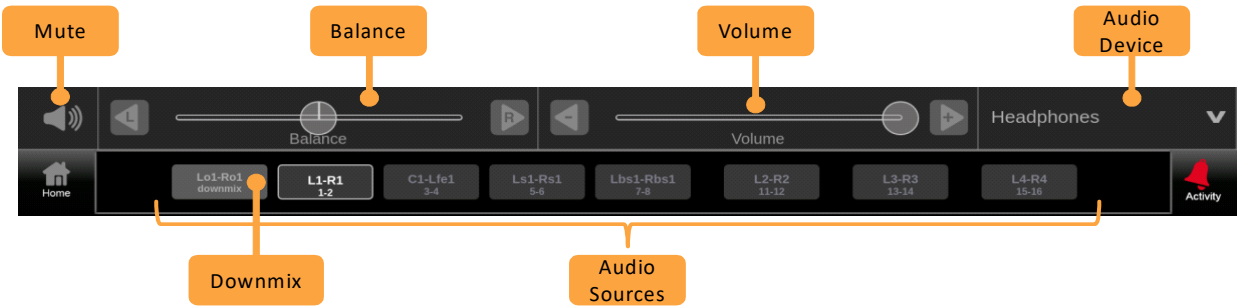 Mute
Balance
Volume
Audio
Device
L
R
-
+
Headphones
Balance
Volume
Home
Lo1-Ro1
downmix
L1-R1
1-2
C1-Lfe1
3-4
Ls1-Rs1
5-6
Lbs1-Rbs1
7-8
L2-R2
11-12
L3-R3
13-14
L4-R4
15-16
Activity
Downmix
Audio
Sources